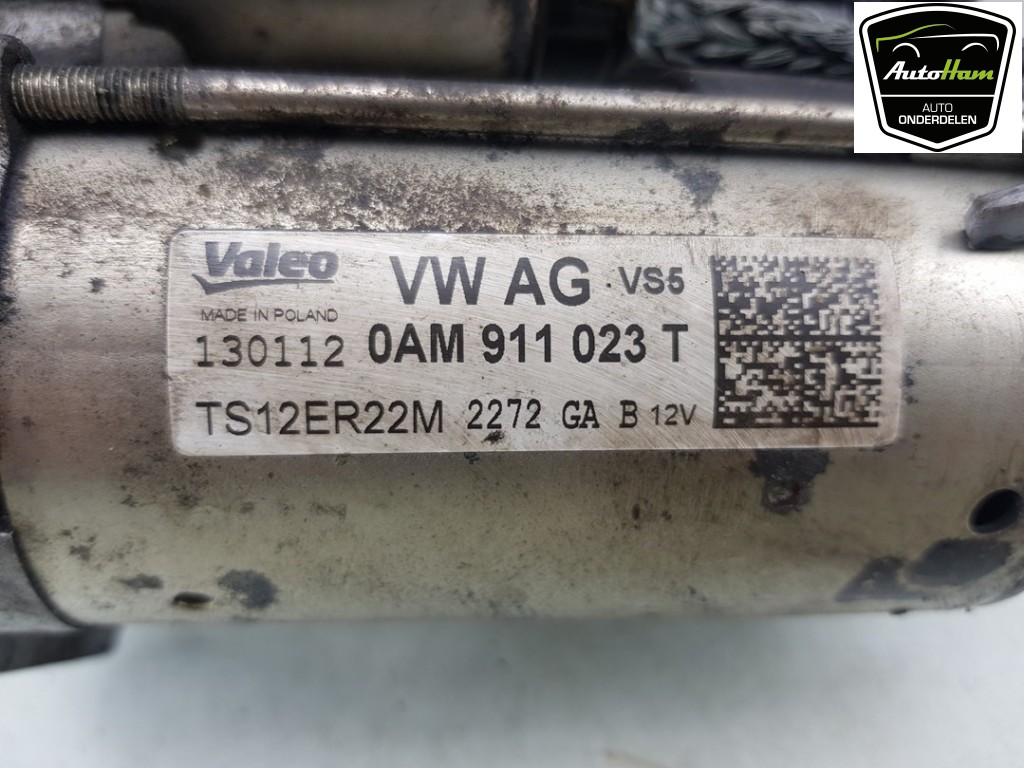 AutoHam
AUTO
ONDERDELEN
Valeo
VW AG VS5
MADE IN POLAND
130112 0AM 911 023 T
TS12ER22M 2272 GA B 12V